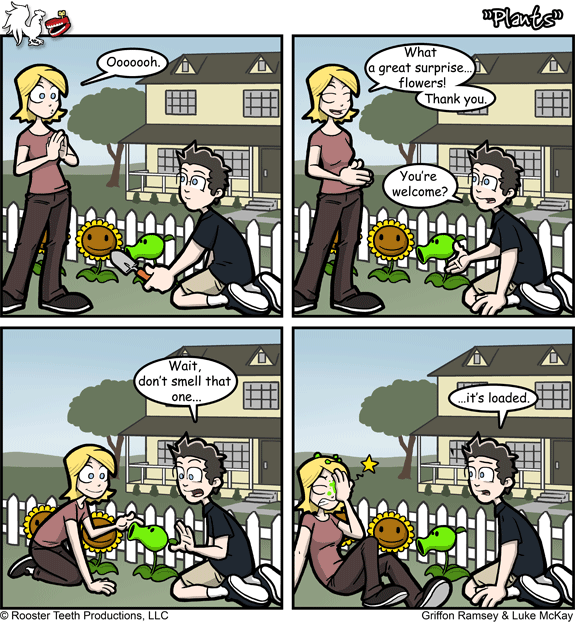 "Plants"
Ooooooh.
What
a great surprise...
flowers!
Thank you.
You're
welcome?
Wait,
don't smell that
one...
...it's loaded.
© Rooster Teeth Productions, LLC
Griffon Ramsey & Luke McKay